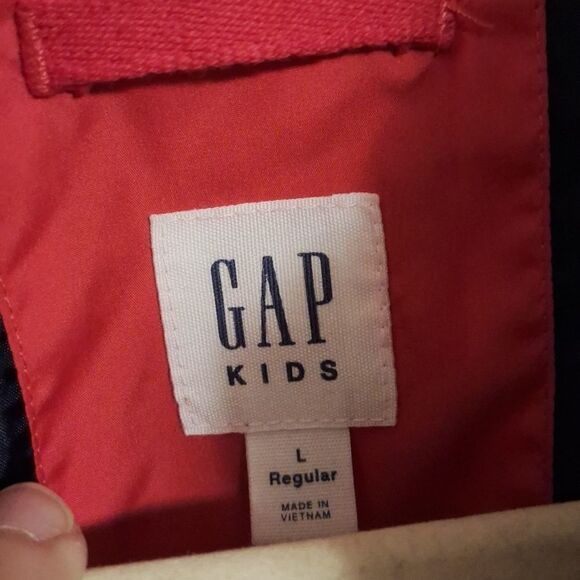 GAP
KIDS
L
Regular
MADE IN
VIETNAM